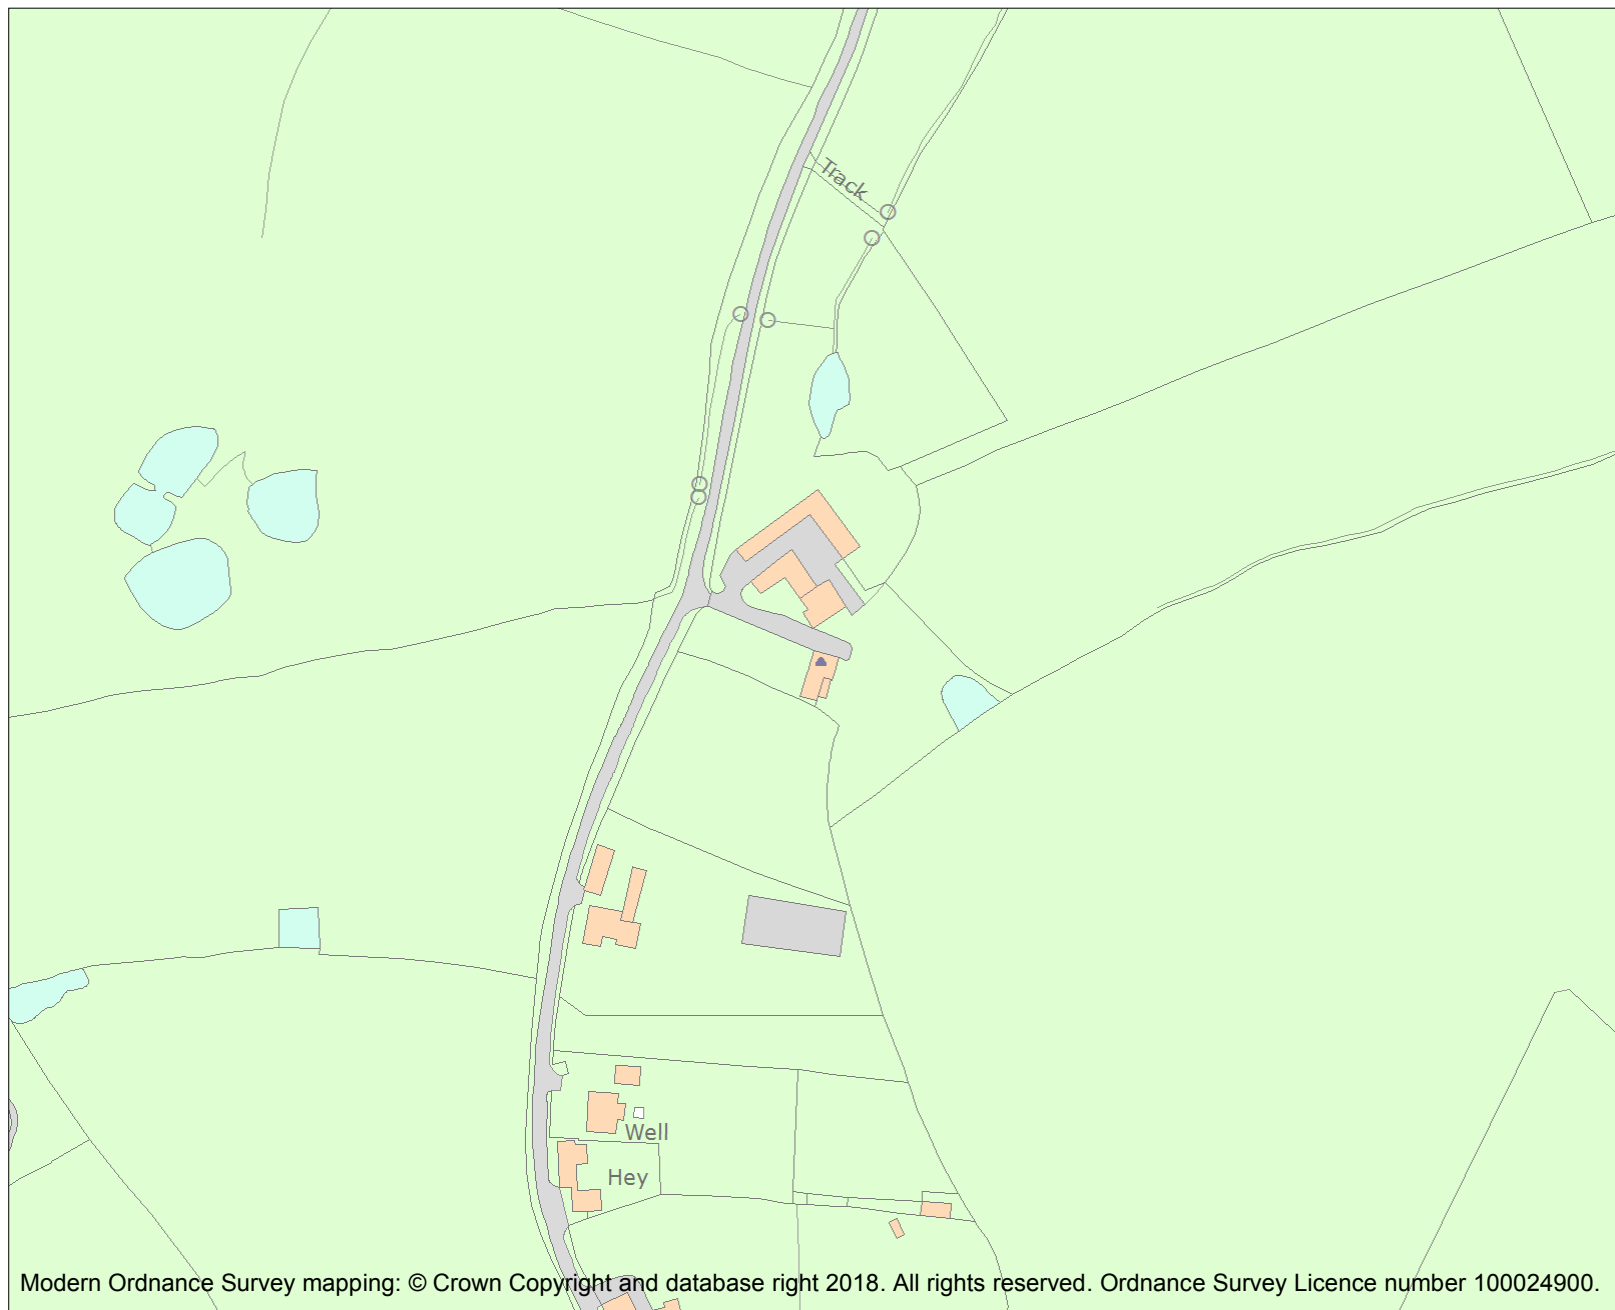 Track
Well
Hey
Modern Ordnance Survey mapping: © Crown Copyright and database right 2018. All rights reserved. Ordnance Survey Licence number 100024900.